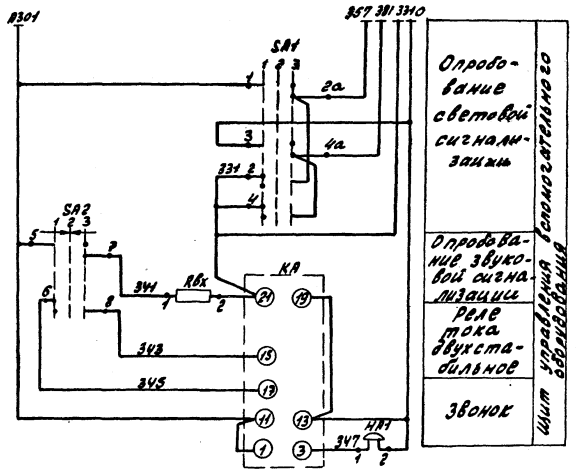 А301
357 381 331 0
SA1
1 2 3
1
2а
3
4а
331 2
4
SA2
1 2 3
5
7
6
8
341
1
Rвх
2
КА
21
19
343
15
345
17
11
13
1
3
347
НА1
1 2
Опробо-
вание
световой
сигнали-
зации
Опробова-
ние звуко-
вой сигна-
лизации
Реле
тока
двухста-
бильное
Звонок
Щит управления вспомогательного
оборудования